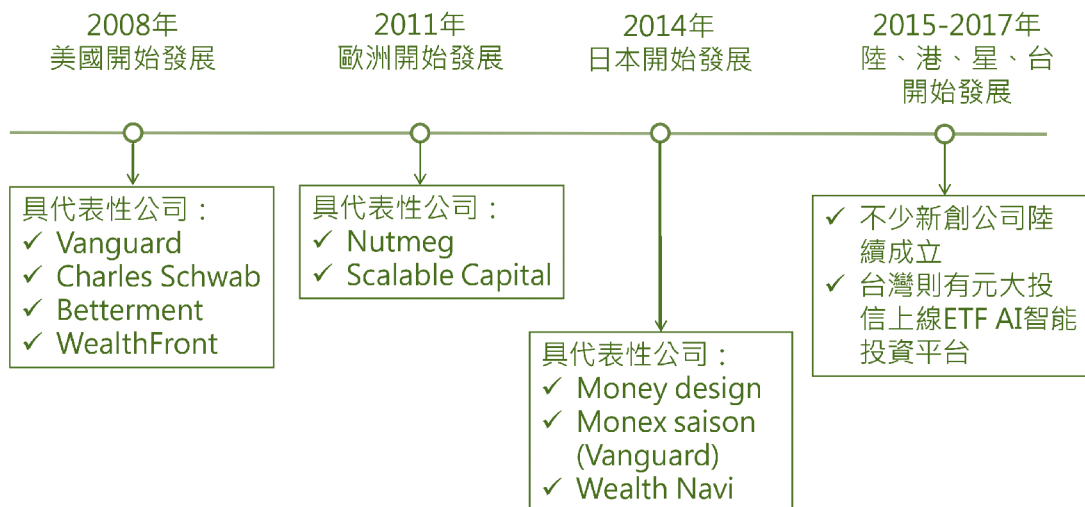 2008年
美國開始發展
2011年
歐洲開始發展
2014年
日本開始發展
2015-2017年
陸、港、星、台
開始發展
具代表性公司：
✓ Vanguard
✓ Charles Schwab
✓ Betterment
✓ WealthFront
具代表性公司：
✓ Nutmeg
✓ Scalable Capital
具代表性公司：
✓ Money design
✓ Monex saison
(Vanguard)
✓ Wealth Navi
✓ 不少新創公司陸
續成立
✓ 台灣則有元大投
信上線ETF AI智能
投資平台